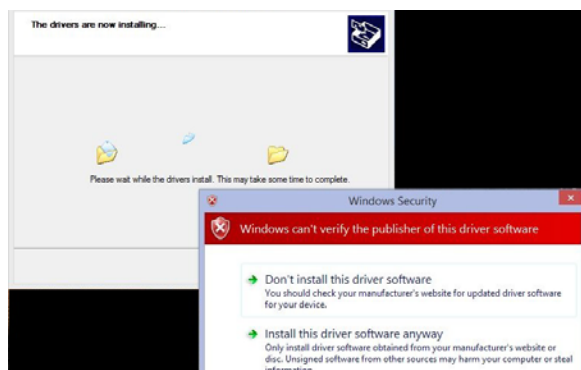 The drivers are now installing...
Please wait while the drivers install. This may take some time to complete.
Windows Security
Windows can't verify the publisher of this driver software
Don't install this driver software
You should check your manufacturer's website for updated driver software
for your device.
Install this driver software anyway
Only install driver software obtained from your manufacturer's website or
disc. Unsigned software from other sources may harm your computer or steal
information.